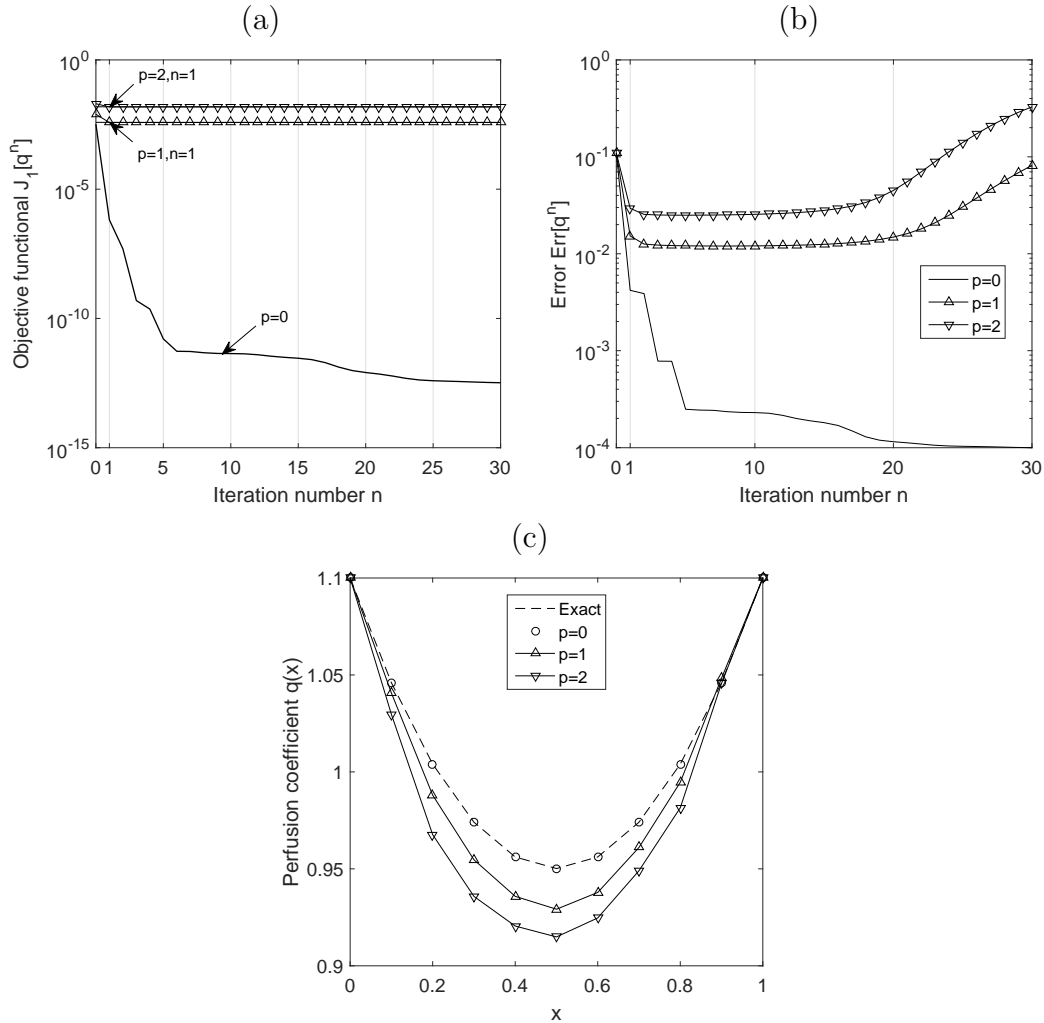 (a)
Objective functional J_1[q^n]
10^0
10^-5
10^-10
10^-15
p=2,n=1
p=1,n=1
p=0
0 1 5 10 15 20 25 30
Iteration number n
(b)
Error Err[q^n]
10^0
10^-1
10^-2
10^-3
10^-4
p=0
p=1
p=2
0 1 10 20 30
Iteration number n
(c)
Perfusion coefficient q(x)
1.1
1.05
1
0.95
0.9
Exact
p=0
p=1
p=2
0 0.2 0.4 0.6 0.8 1
x